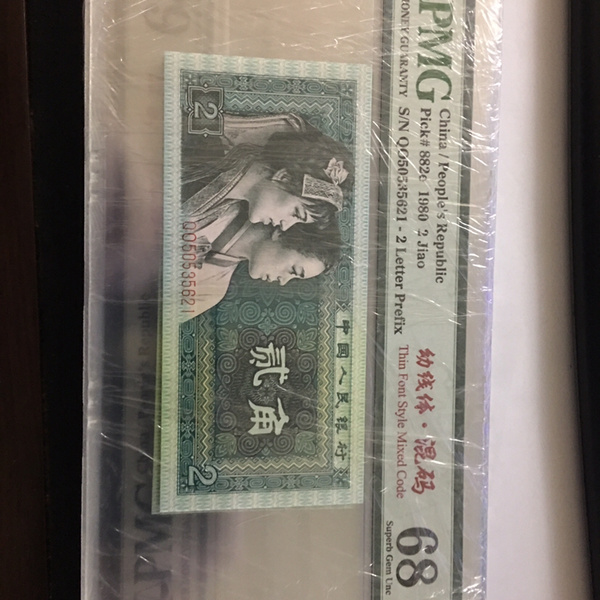 PMG
MONEY GUARANTY
China / People's Republic
Pick# 882c 1980 2 Jiao
S/N QQ50535621 - 2 Letter Prefix
幼线体·混码
Thin Font Style Mixed Code
68
Superb Gem Unc
中国人民银行
贰角
2
2
QQ50535621